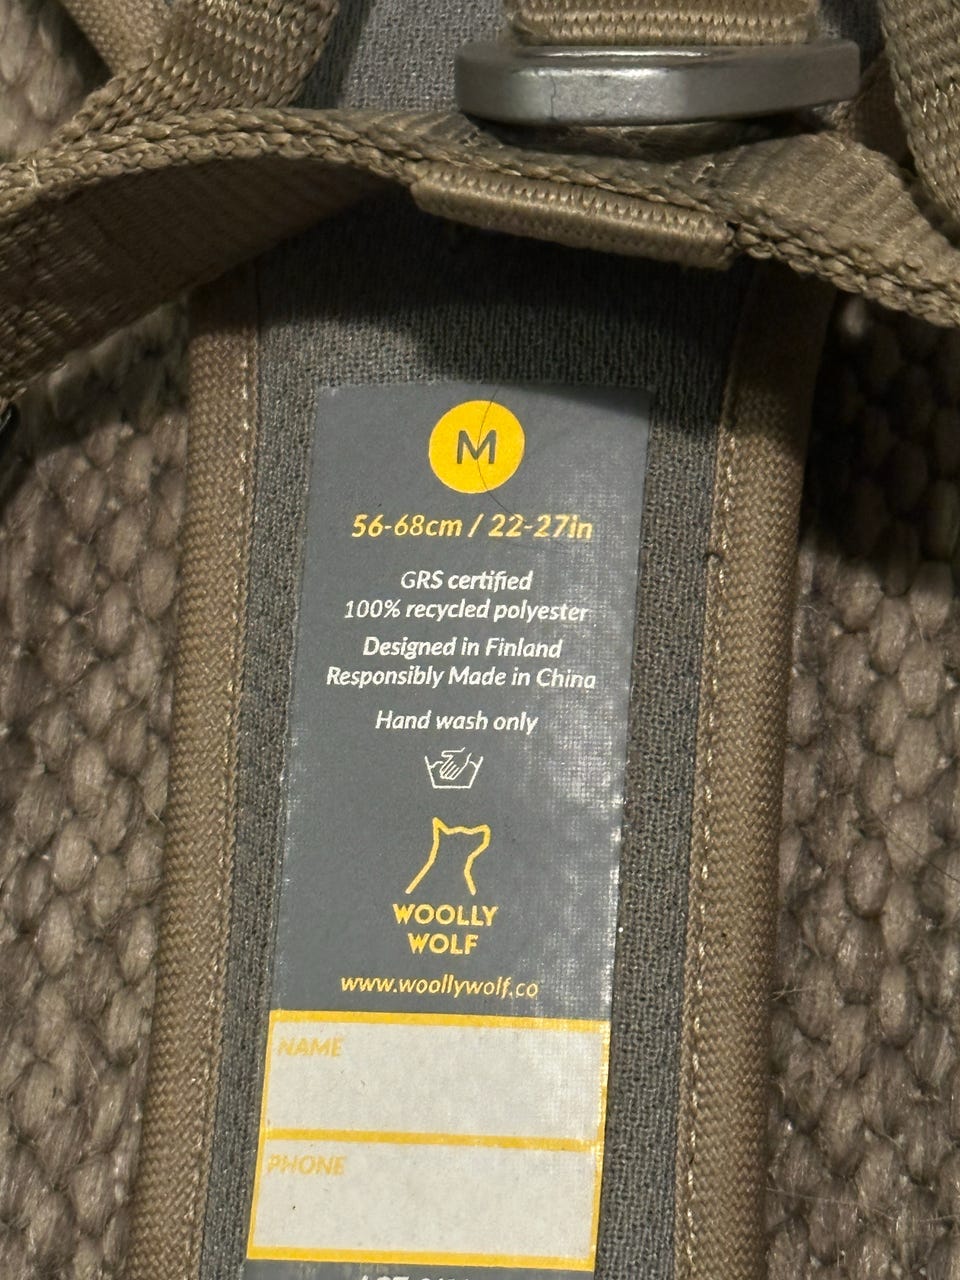 M
56-68cm / 22-27in
GRS certified
100% recycled polyester
Designed in Finland
Responsibly Made in China
Hand wash only
WOOLLY
WOLF
www.woollywolf.co
NAME
PHONE